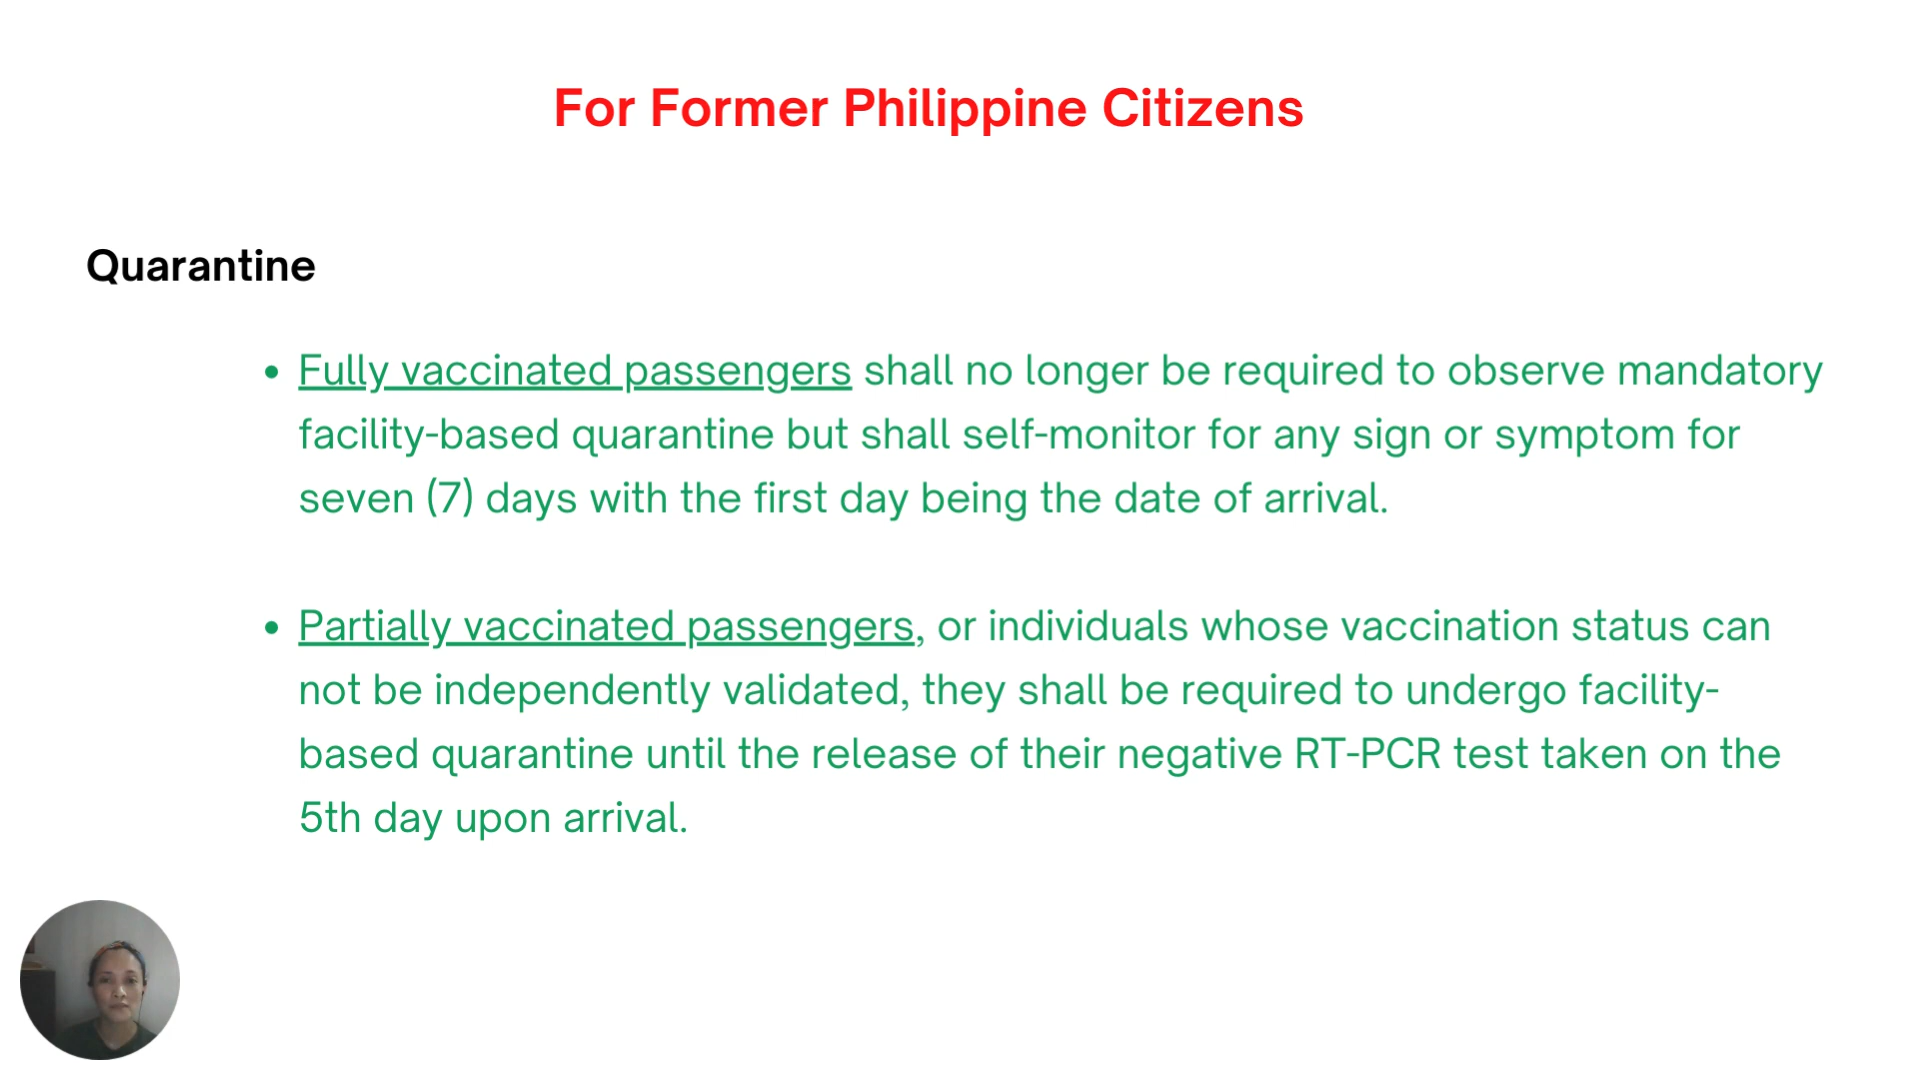 For Former Philippine Citizens
Quarantine
• Fully vaccinated passengers shall no longer be required to observe mandatory
facility-based quarantine but shall self-monitor for any sign or symptom for
seven (7) days with the first day being the date of arrival.
• Partially vaccinated passengers, or individuals whose vaccination status can
not be independently validated, they shall be required to undergo facility-
based quarantine until the release of their negative RT-PCR test taken on the
5th day upon arrival.